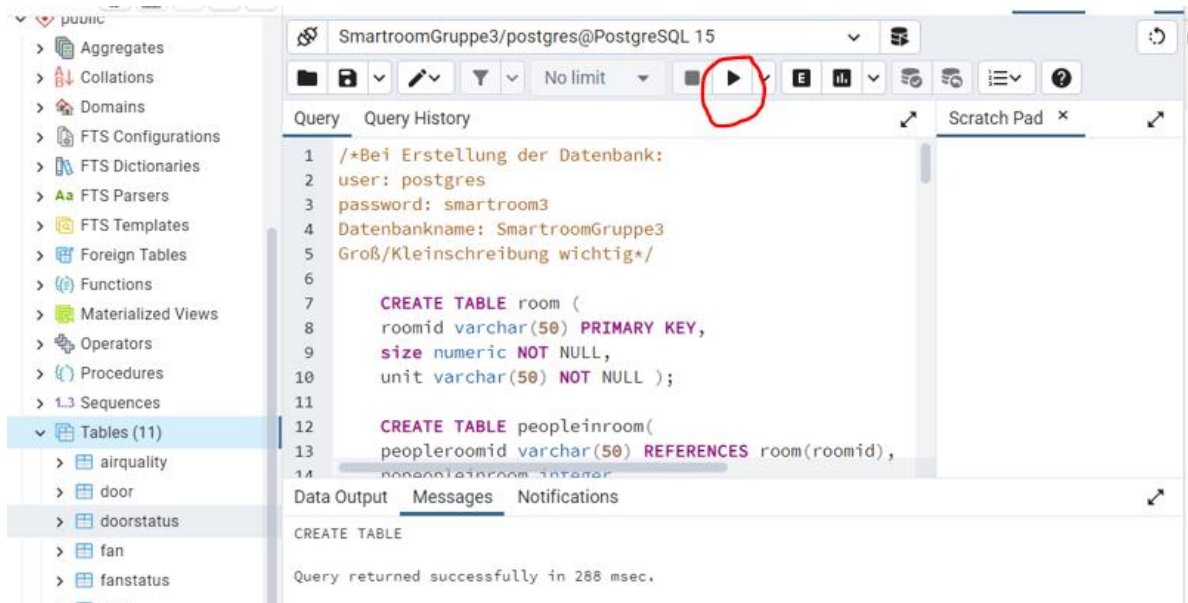 public
Aggregates
Collations
Domains
FTS Configurations
FTS Dictionaries
Aa FTS Parsers
FTS Templates
Foreign Tables
Functions
Materialized Views
Operators
Procedures
1..3 Sequences
Tables (11)
airquality
door
doorstatus
fan
fanstatus
SmartroomGruppe3/postgres@PostgreSQL 15
No limit
E
Query Query History
Scratch Pad ×
1 /*Bei Erstellung der Datenbank:
2 user: postgres
3 password: smartroom3
4 Datenbankname: SmartroomGruppe3
5 Groß/Kleinschreibung wichtig*/
6
7 CREATE TABLE room (
8 roomid varchar(50) PRIMARY KEY,
9 size numeric NOT NULL,
10 unit varchar(50) NOT NULL );
11
12 CREATE TABLE peopleinroom(
13 peopleroomid varchar(50) REFERENCES room(roomid),
14 nopeopleinroom integer
Data Output Messages Notifications
CREATE TABLE
Query returned successfully in 288 msec.